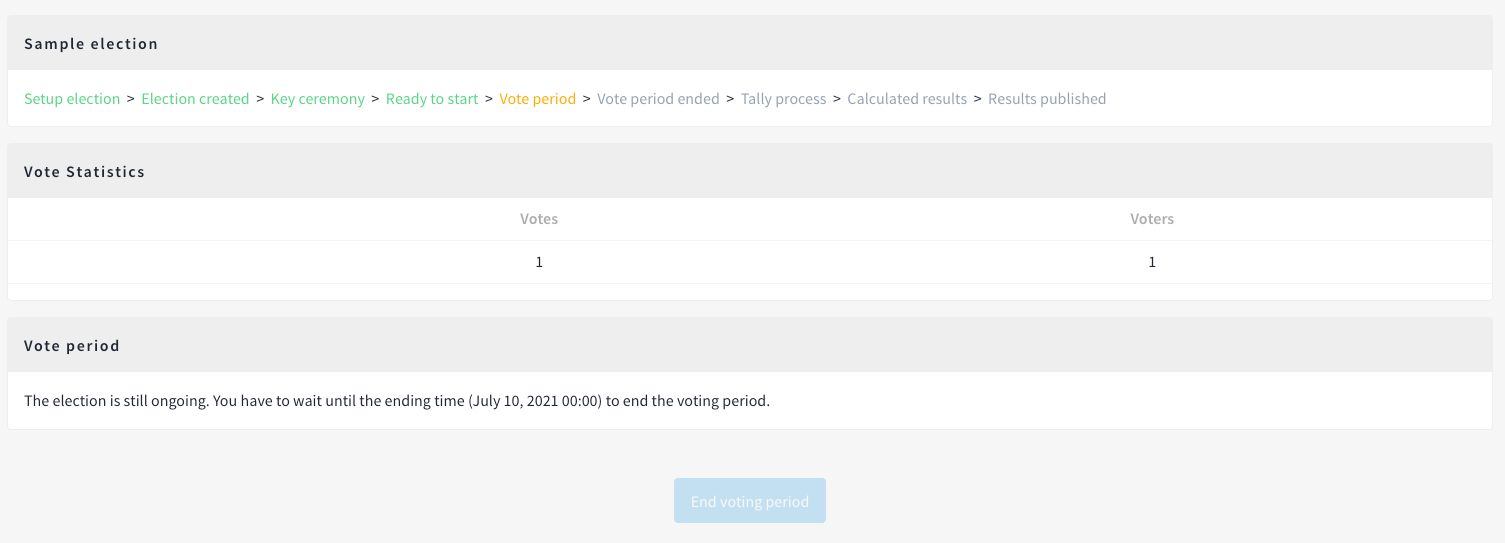 Sample election
Setup election > Election created > Key ceremony > Ready to start > Vote period > Vote period ended > Tally process > Calculated results > Results published
Vote Statistics
Votes Voters
1 1
Vote period
The election is still ongoing. You have to wait until the ending time (July 10, 2021 00:00) to end the voting period.
End voting period